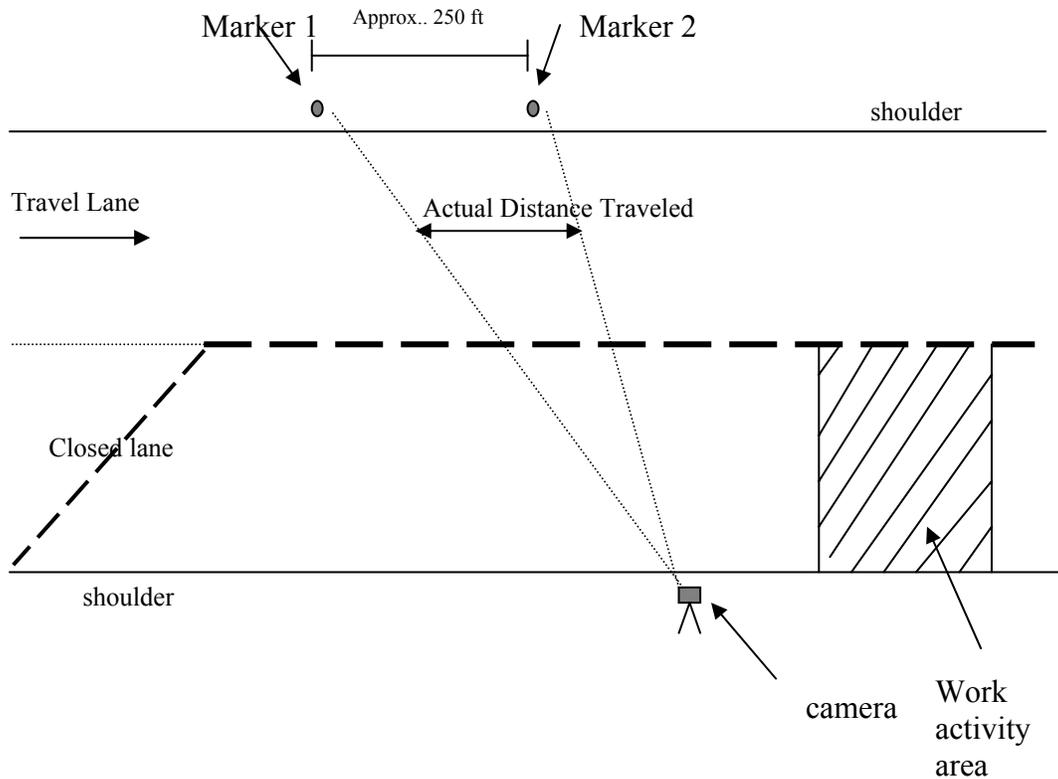 Approx.. 250 ft
Marker 1
Marker 2
shoulder
Travel Lane
Actual Distance Traveled
Closed lane
shoulder
camera
Work
activity
area